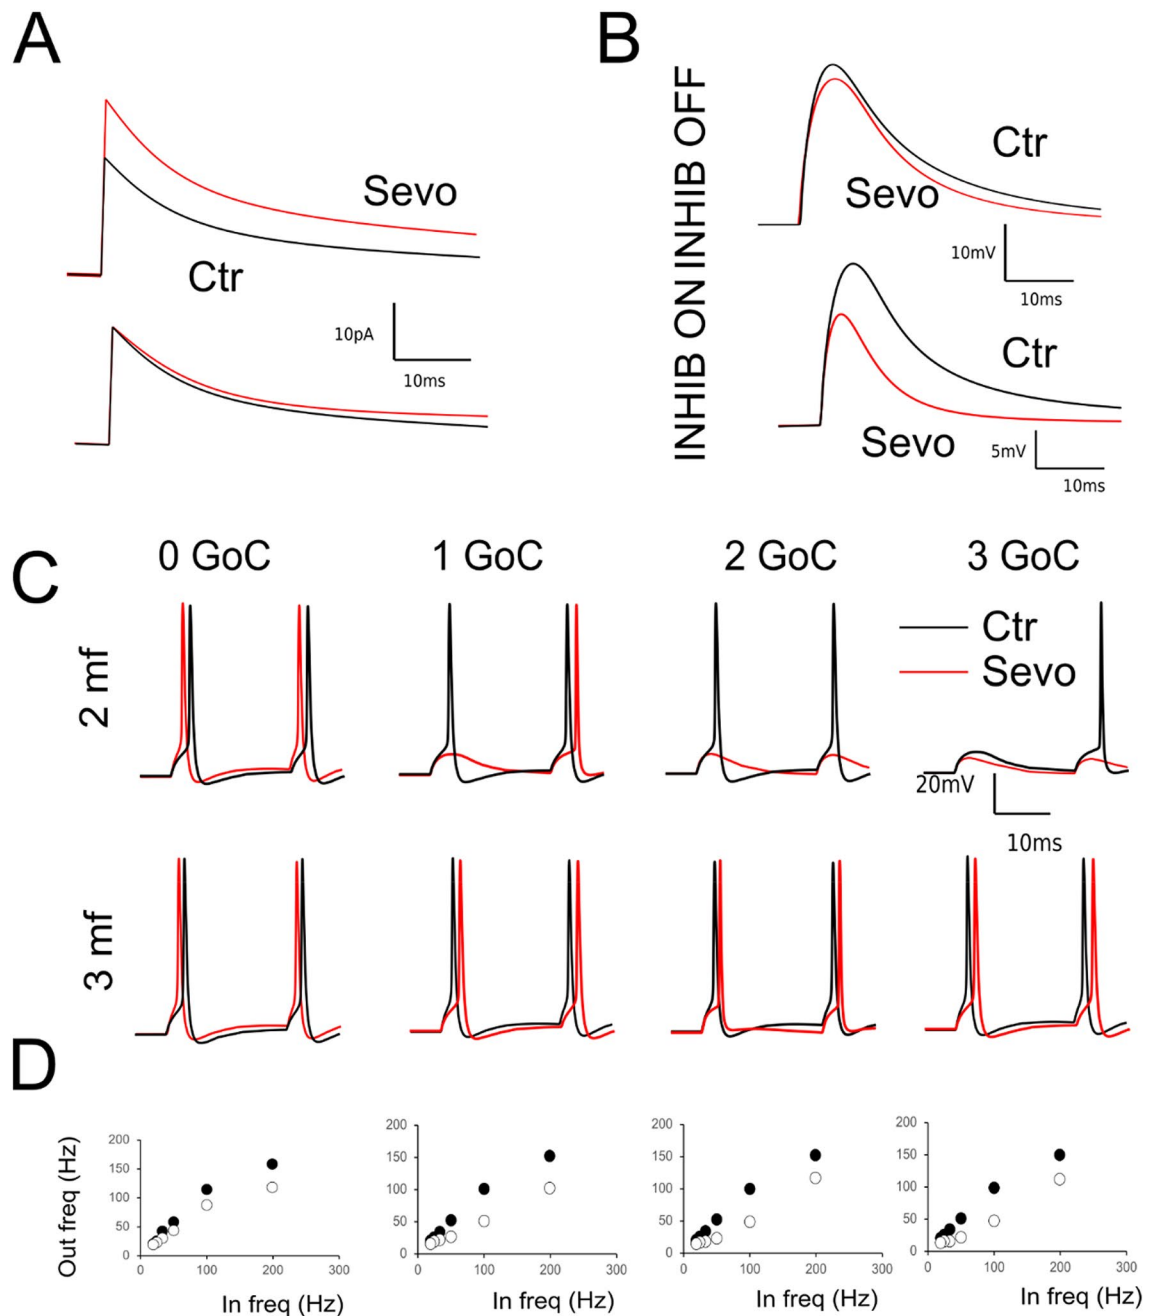 A
B
Sevo
Ctr
10pA
10ms
INHIB ON INHIB OFF
Ctr
Sevo
10mV
10ms
Ctr
Sevo
5mV
10ms
C
0 GoC
1 GoC
2 GoC
3 GoC
2 mf
Ctr
Sevo
20mV
10ms
3 mf
D
Out freq (Hz)
200
150
100
50
0
0
100
200
300
In freq (Hz)
200
150
100
50
0
0
100
200
300
In freq (Hz)
200
150
100
50
0
0
100
200
300
In freq (Hz)
200
150
100
50
0
0
100
200
300
In freq (Hz)